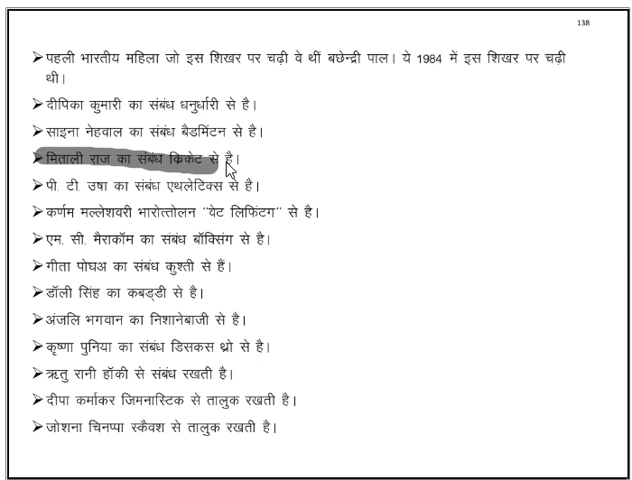 138
➢पहली भारतीय महिला जो इस शिखर पर चढ़ी वे थीं बछेन्द्री पाल। ये 1984 में इस शिखर पर चढ़ी
थी।
➢दीपिका कुमारी का संबंध धनुर्धारी से है।
➢साइना नेहवाल का संबंध बैडमिंटन से है।
➢मिताली राज का संबंध क्रिकेट से है।
➢पी. टी. उषा का संबंध एथलेटिक्स से है।
➢कर्णम मल्लेशवरी भारोत्तोलन "वेट लिफिंटग" से है।
➢एम. सी. मैराकॉम का संबंध बॉक्सिंग से है।
➢गीता पोघअ का संबंध कुश्ती से हैं।
➢डॉली सिंह का कबड्डी से है।
➢अंजलि भगवान का निशानेबाजी से है।
➢कृष्णा पुनिया का संबंध डिसकस थ्रो से है।
➢ऋतु रानी हॉकी से संबंध रखती है।
➢दीपा कर्माकर जिमनास्टिक से तालुक रखती है।
➢जोशना चिनप्पा स्कैवश से तालुक रखती है।